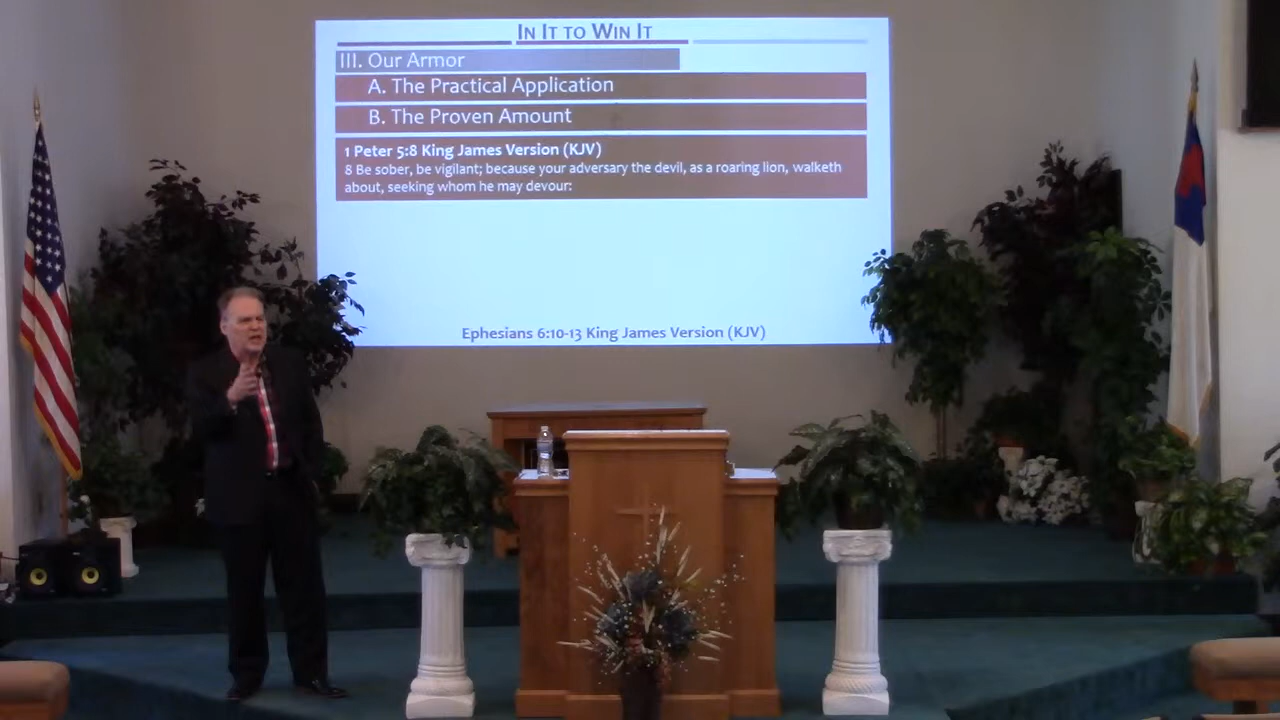 In It to Win It
III. Our Armor
A. The Practical Application
B. The Proven Amount
1 Peter 5:8 King James Version (KJV)
8 Be sober, be vigilant; because your adversary the devil, as a roaring lion, walketh
about, seeking whom he may devour:
Ephesians 6:10-13 King James Version (KJV)